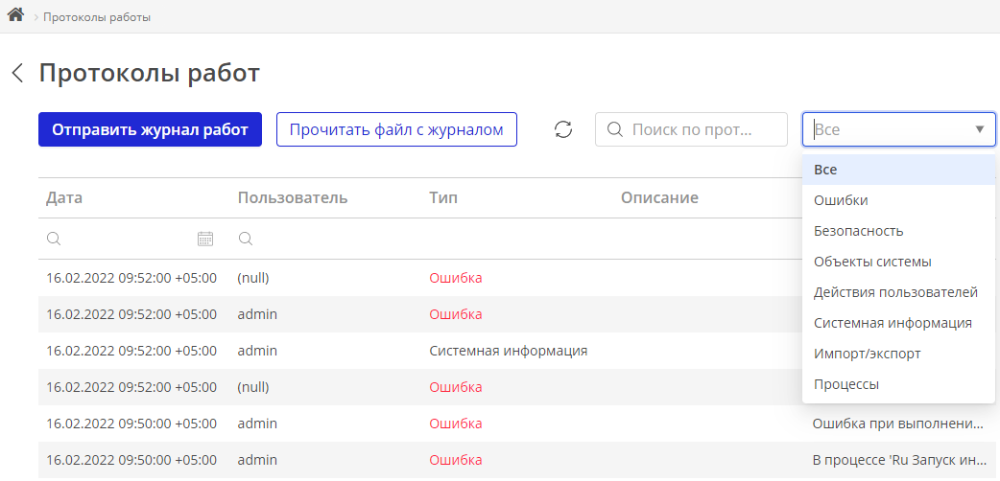 Протоколы работы
Протоколы работ
Отправить журнал работ
Прочитать файл с журналом
Поиск по прот...
Все
Все
Ошибки
Безопасность
Объекты системы
Действия пользователей
Системная информация
Импорт/экспорт
Процессы
Дата Пользователь Тип Описание
16.02.2022 09:52:00 +05:00 (null) Ошибка
16.02.2022 09:52:00 +05:00 admin Ошибка
16.02.2022 09:52:00 +05:00 admin Системная информация
16.02.2022 09:52:00 +05:00 (null) Ошибка
16.02.2022 09:50:00 +05:00 admin Ошибка Ошибка при выполнени...
16.02.2022 09:50:00 +05:00 admin Ошибка В процессе 'Ru Запуск ин...